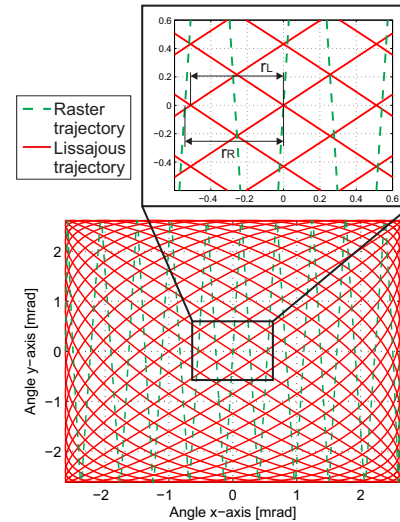 0.6
0.4
0.2
0
−0.2
−0.4
r_L
r_R
−0.4 −0.2 0 0.2 0.4 0.6
Raster
trajectory
Lissajous
trajectory
2
1
0
−1
−2
Angle y−axis [mrad]
−2 −1 0 1 2
Angle x−axis [mrad]